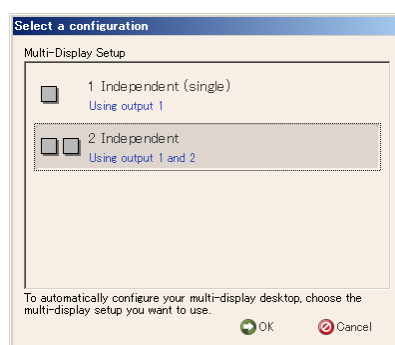 Select a configuration
Multi-Display Setup
1 Independent (single)
Using output 1
2 Independent
Using output 1 and 2
To automatically configure your multi-display desktop, choose the
multi-display setup you want to use.
OK Cancel